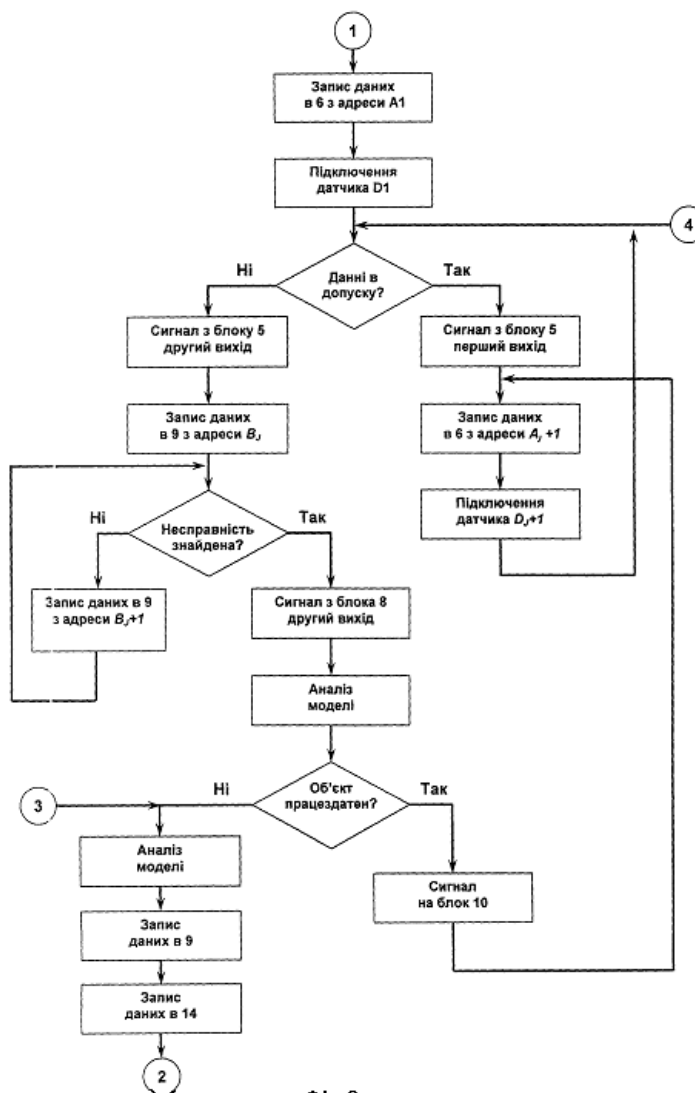 1
Запис даних
в 6 з адреси А1
Підключення
датчика D1
4
Ні
Данні в
допуску?
Так
Сигнал з блоку 5
другий вихід
Сигнал з блоку 5
перший вихід
Запис даних
в 9 з адреси BJ
Запис даних
в 6 з адреси AJ +1
Ні
Несправність
знайдена?
Так
Підключення
датчика DJ+1
Запис даних в 9
з адреси BJ+1
Сигнал з блока 8
другий вихід
Аналіз
моделі
3
Ні
Об'єкт
працездатен?
Так
Аналіз
моделі
Сигнал
на блок 10
Запис
даних в 9
Запис
даних в 14
2